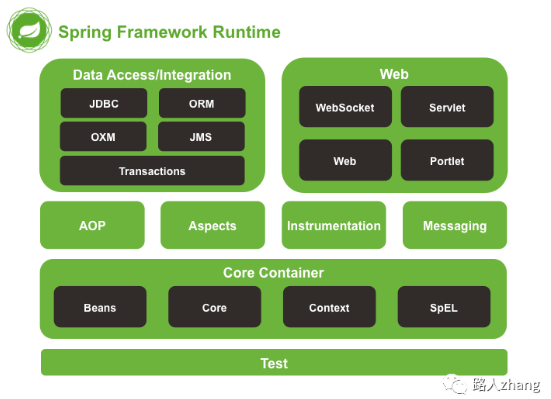 Spring Framework Runtime
Data Access/Integration
JDBC
ORM
OXM
JMS
Transactions
Web
WebSocket
Servlet
Web
Portlet
AOP
Aspects
Instrumentation
Messaging
Core Container
Beans
Core
Context
SpEL
Test
路人zhang